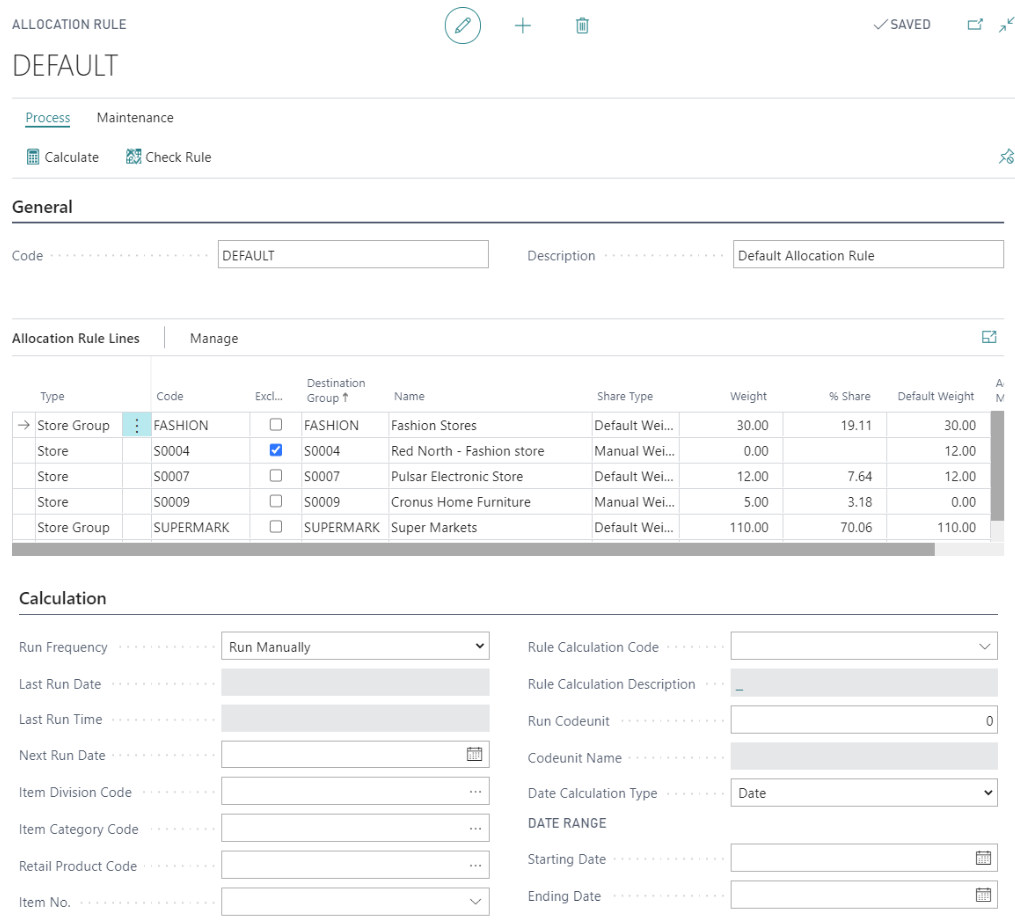 ALLOCATION RULE
SAVED
DEFAULT
Process Maintenance
Calculate Check Rule
General
Code DEFAULT Description Default Allocation Rule
Allocation Rule Lines Manage
Type Code Excl... Destination Group ↑ Name Share Type Weight % Share Default Weight A M
→ Store Group ⋮ FASHION FASHION Fashion Stores Default Wei... 30.00 19.11 30.00
Store S0004 S0004 Red North - Fashion store Manual Wei... 0.00 12.00
Store S0007 S0007 Pulsar Electronic Store Default Wei... 12.00 7.64 12.00
Store S0009 S0009 Cronus Home Furniture Manual Wei... 5.00 3.18 0.00
Store Group SUPERMARK SUPERMARK Super Markets Default Wei... 110.00 70.06 110.00
Calculation
Run Frequency Run Manually Rule Calculation Code
Last Run Date Rule Calculation Description _
Last Run Time Run Codeunit 0
Next Run Date Codeunit Name
Item Division Code ... Date Calculation Type Date
DATE RANGE
Item Category Code ...
Retail Product Code ... Starting Date
Item No. Ending Date